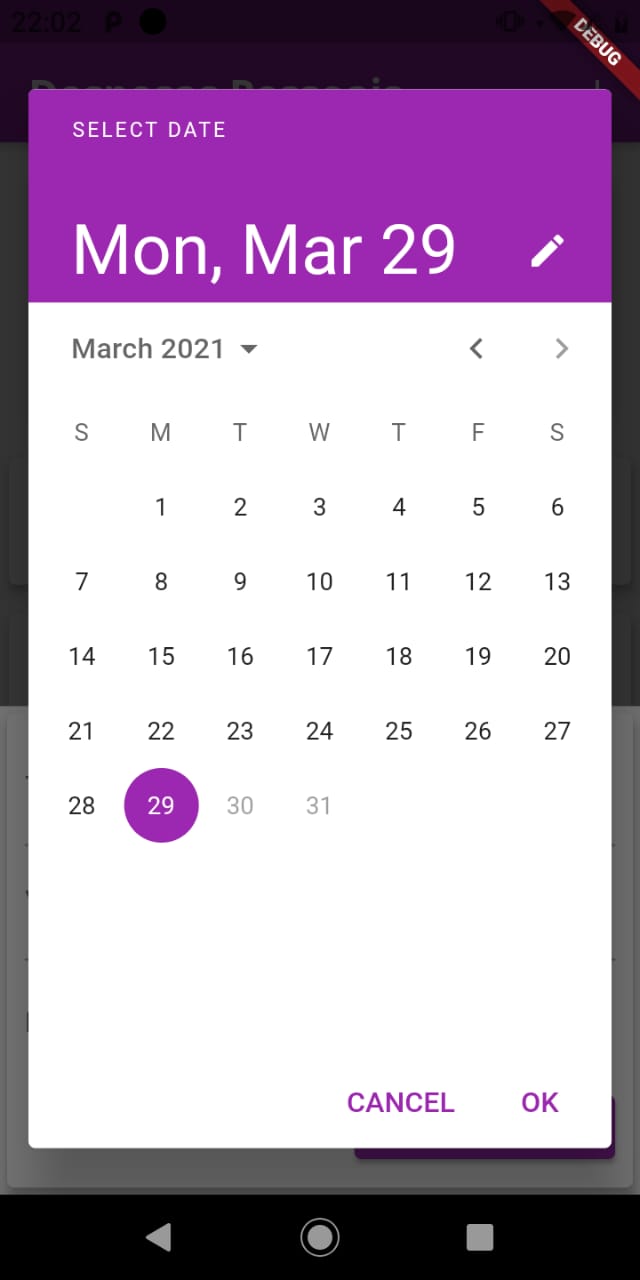 22:02
DEBUG
SELECT DATE
Mon, Mar 29
March 2021
S M T W T F S
1 2 3 4 5 6
7 8 9 10 11 12 13
14 15 16 17 18 19 20
21 22 23 24 25 26 27
28 29 30 31
CANCEL OK